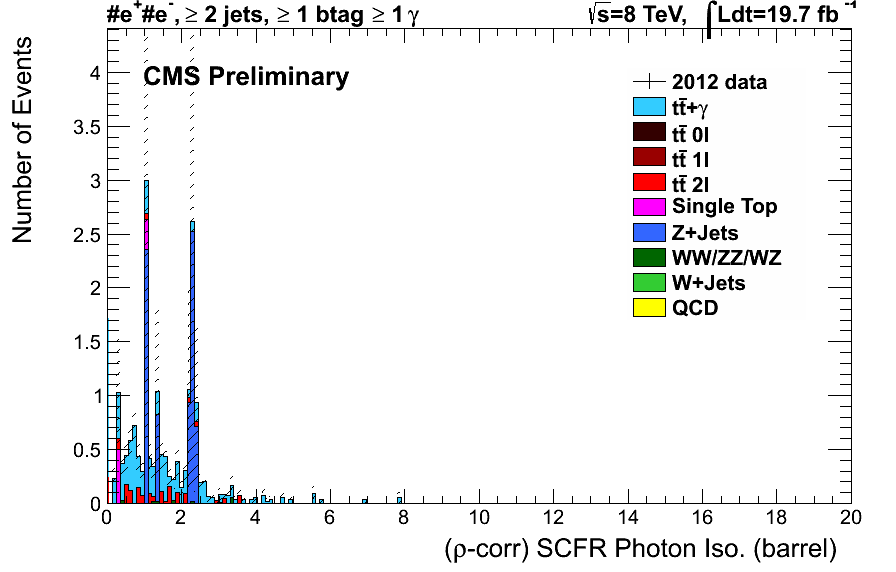 #e⁺#e⁻, ≥ 2 jets, ≥ 1 btag ≥ 1 γ
√s=8 TeV, ∫Ldt=19.7 fb⁻¹
CMS Preliminary
2012 data
tt̄+γ
tt̄ 0l
tt̄ 1l
tt̄ 2l
Single Top
Z+Jets
WW/ZZ/WZ
W+Jets
QCD
Number of Events
4
3.5
3
2.5
2
1.5
1
0.5
0
0 2 4 6 8 10 12 14 16 18 20
(ρ-corr) SCFR Photon Iso. (barrel)